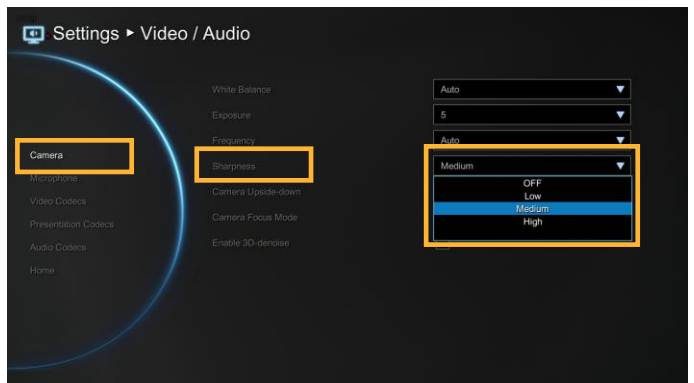 Settings ▸ Video / Audio
White Balance
Auto
Exposure
5
Frequency
Auto
Camera
Sharpness
Medium
Microphone
OFF
Camera Upside-down
Low
Video Codecs
Medium
Camera Focus Mode
High
Presentation Codecs
Enable 3D-denoise
Audio Codecs
Home